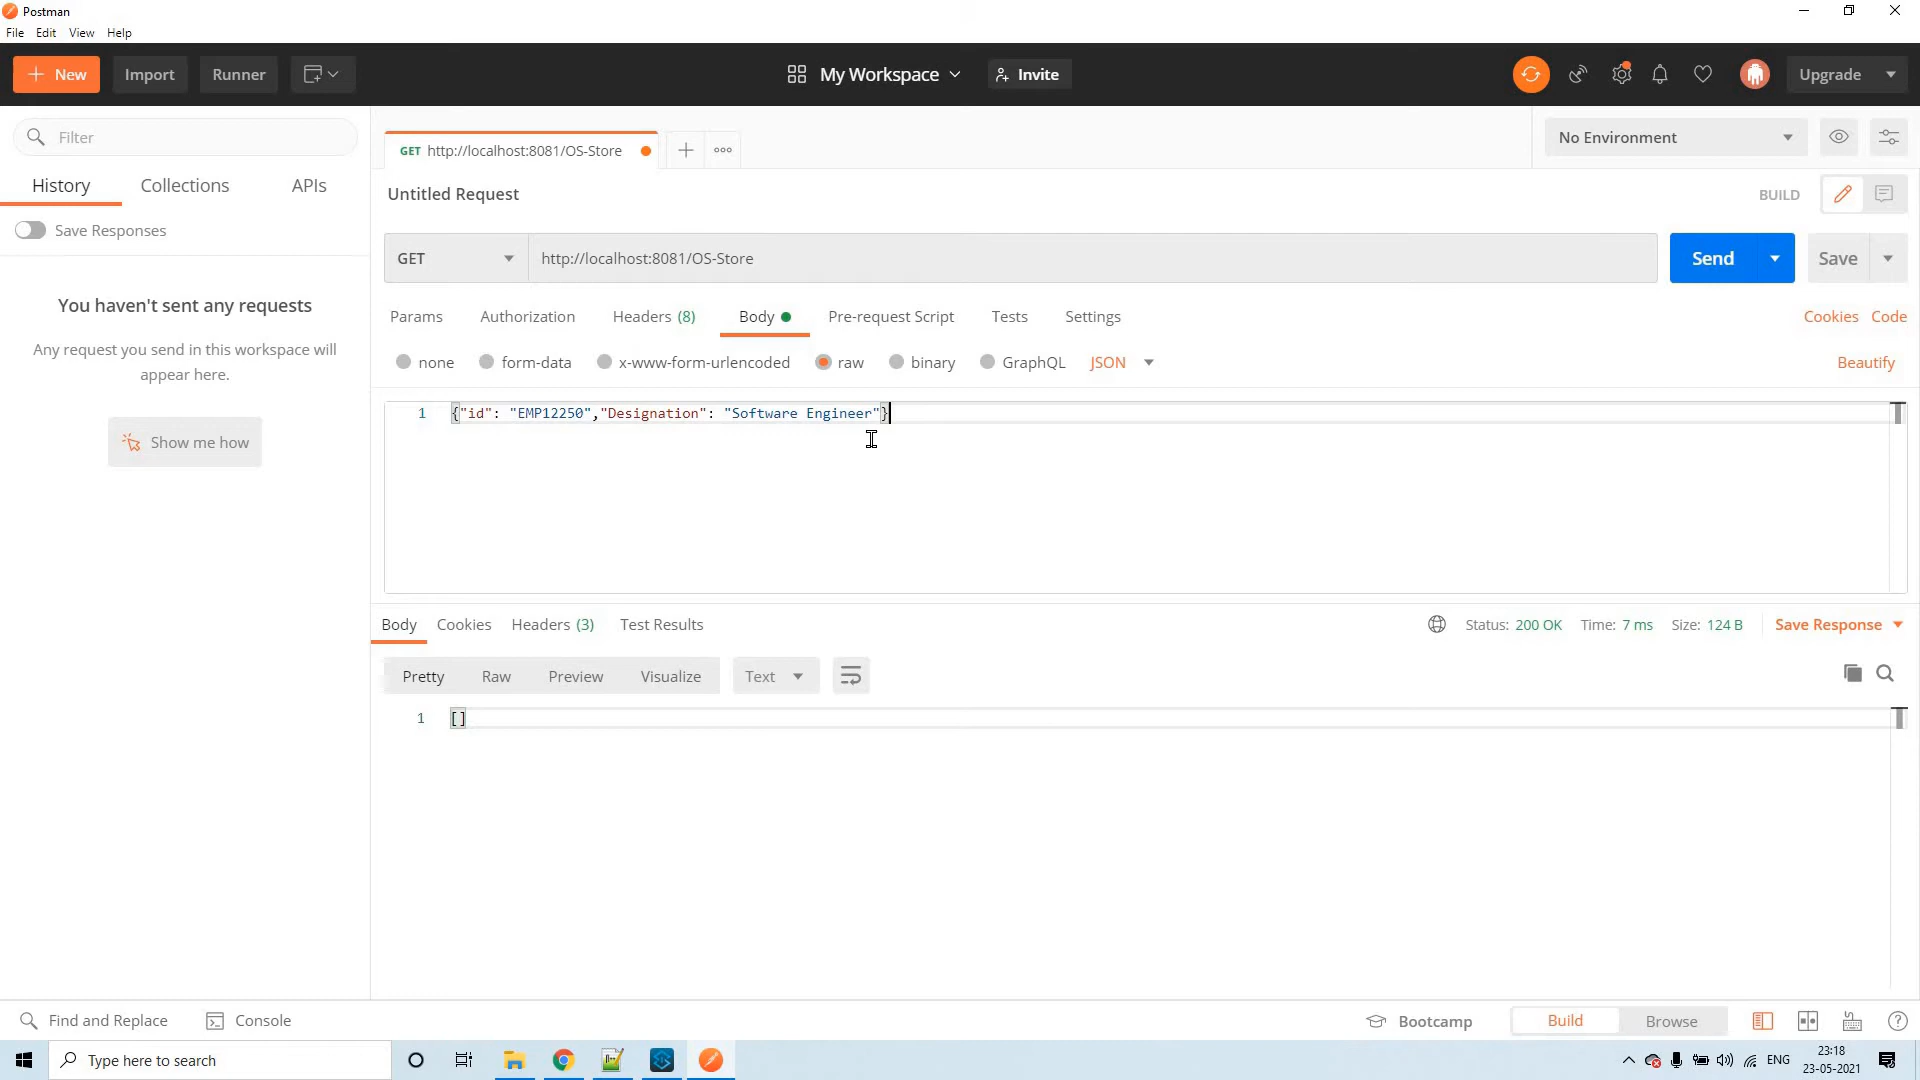 Postman
File Edit View Help
New Import Runner My Workspace Invite Upgrade
Filter
History Collections APIs
Save Responses
You haven't sent any requests
Any request you send in this workspace will
appear here.
Show me how
GET http://localhost:8081/OS-Store
No Environment
Untitled Request
BUILD
GET http://localhost:8081/OS-Store
Send Save
Params Authorization Headers (8) Body Pre-request Script Tests Settings Cookies Code
none form-data x-www-form-urlencoded raw binary GraphQL JSON Beautify
1 {"id": "EMP12250","Designation": "Software Engineer"}
Body Cookies Headers (3) Test Results Status: 200 OK Time: 7 ms Size: 124 B Save Response
Pretty Raw Preview Visualize Text
1 []
Find and Replace Console Bootcamp Build Browse
Type here to search
ENG
23:18
23-05-2021